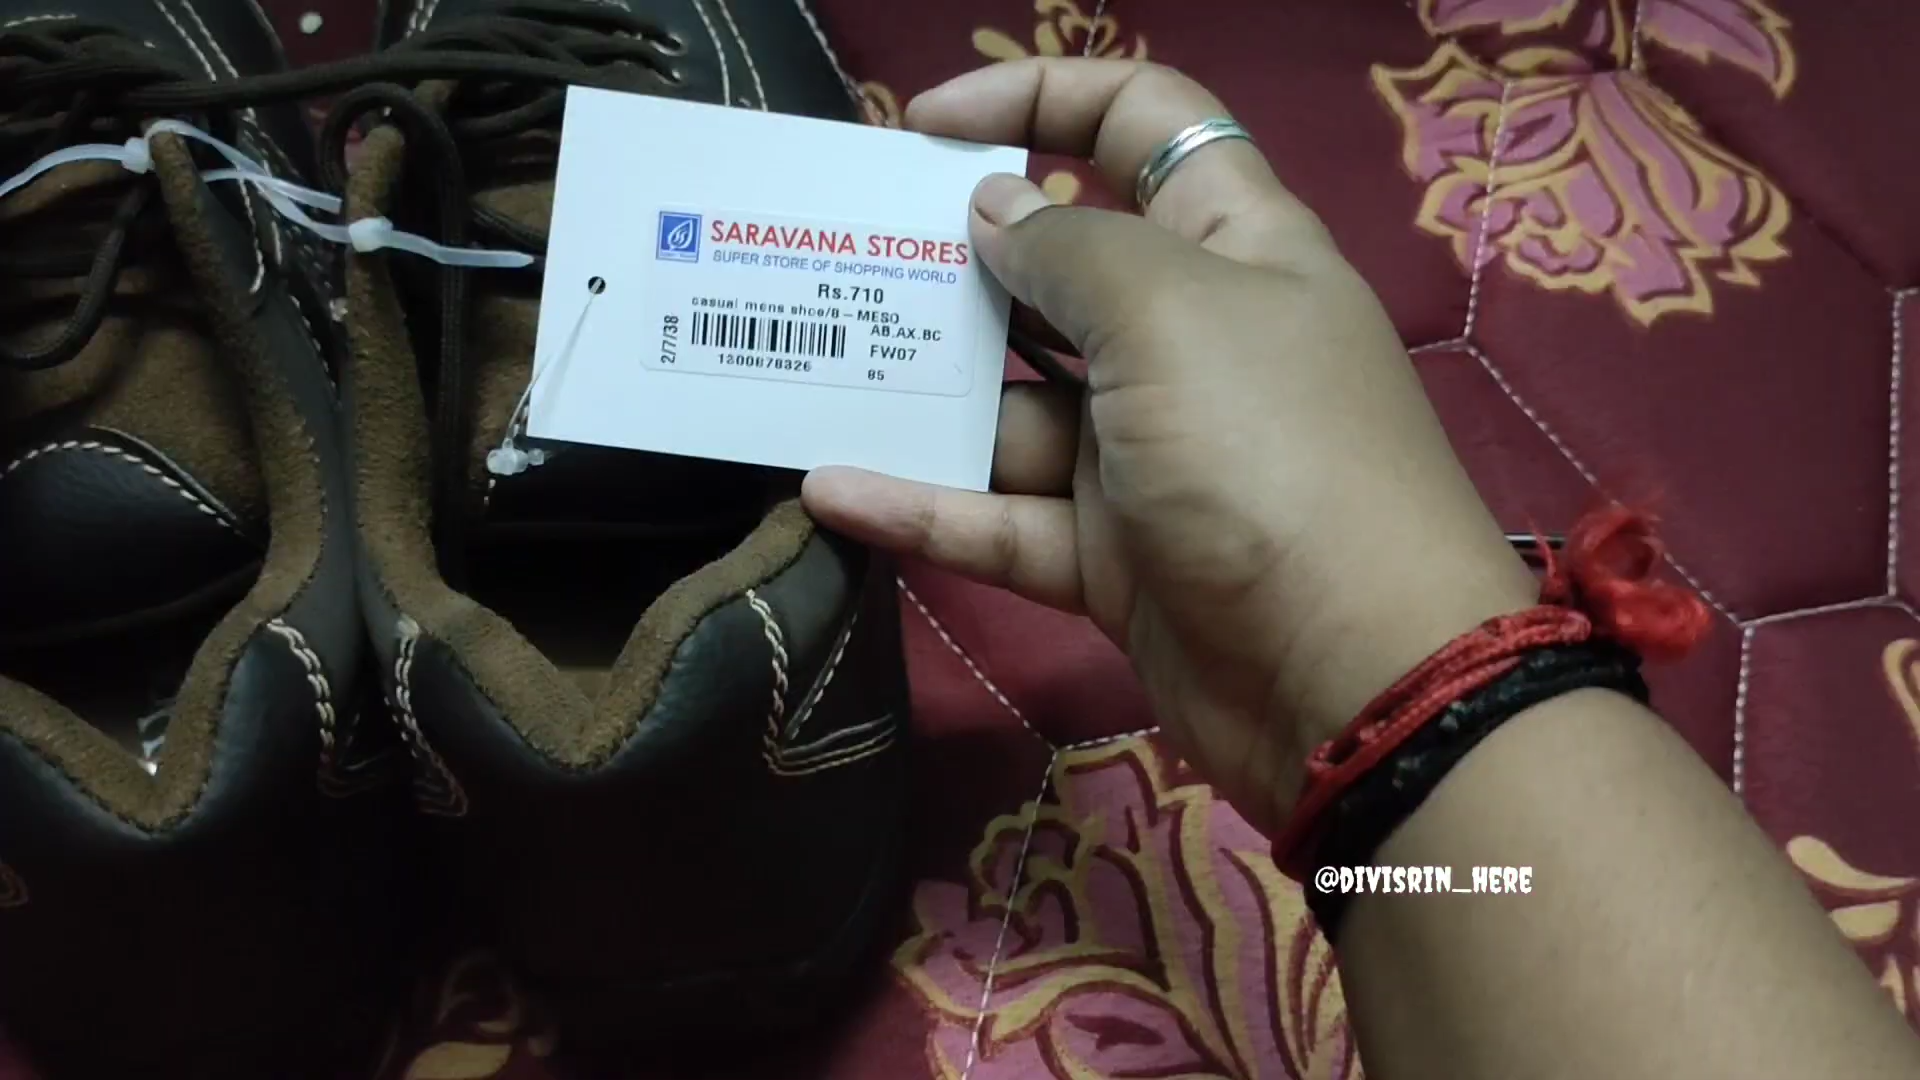 SARAVANA STORES
SUPER STORE OF SHOPPING WORLD
Rs.710
casual mens shoe/8-MESO
AB.AX.BC
FW07
2/7/38
1300878326
85
@DIVISRIN_HERE